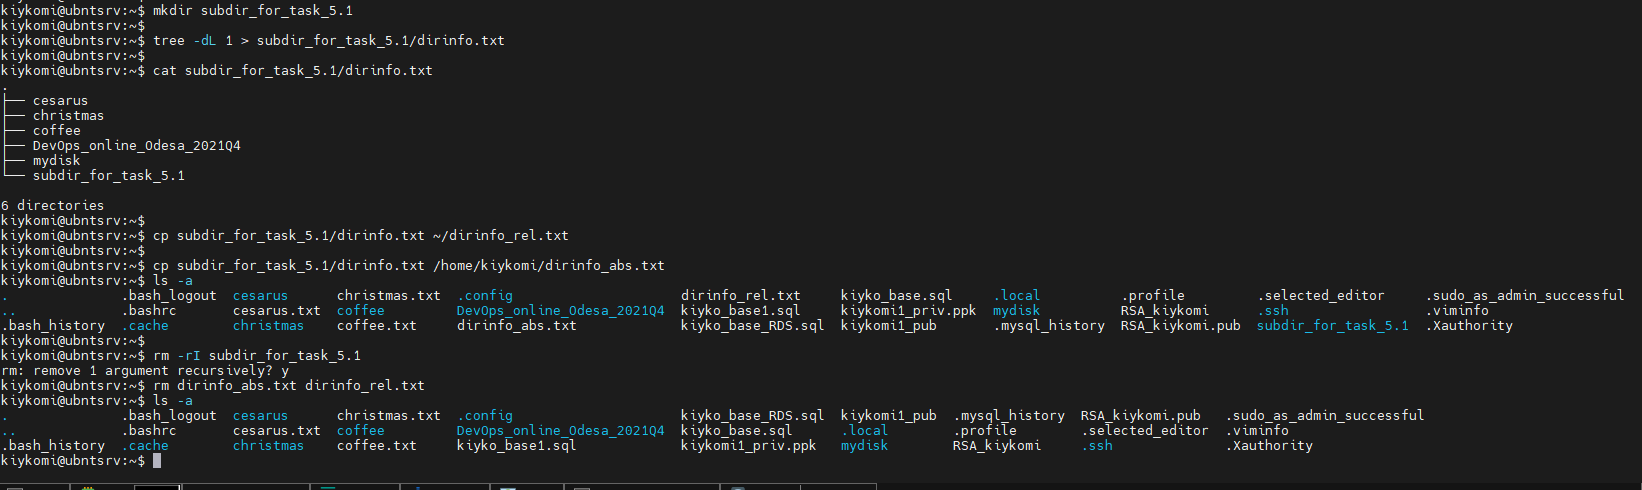 kiykomi@ubntsrv:~$ mkdir subdir_for_task_5.1
kiykomi@ubntsrv:~$
kiykomi@ubntsrv:~$ tree -dL 1 > subdir_for_task_5.1/dirinfo.txt
kiykomi@ubntsrv:~$
kiykomi@ubntsrv:~$ cat subdir_for_task_5.1/dirinfo.txt
.
├── cesarus
├── christmas
├── coffee
├── DevOps_online_Odesa_2021Q4
├── mydisk
└── subdir_for_task_5.1
6 directories
kiykomi@ubntsrv:~$
kiykomi@ubntsrv:~$ cp subdir_for_task_5.1/dirinfo.txt ~/dirinfo_rel.txt
kiykomi@ubntsrv:~$
kiykomi@ubntsrv:~$ cp subdir_for_task_5.1/dirinfo.txt /home/kiykomi/dirinfo_abs.txt
kiykomi@ubntsrv:~$ ls -a
. .bash_logout cesarus christmas.txt .config dirinfo_rel.txt kiyko_base.sql .local .profile .selected_editor .sudo_as_admin_successful
.. .bashrc cesarus.txt coffee DevOps_online_Odesa_2021Q4 kiyko_base1.sql kiykomi1_priv.ppk mydisk RSA_kiykomi .ssh .viminfo
.bash_history .cache christmas coffee.txt dirinfo_abs.txt kiyko_base_RDS.sql kiykomi1_pub .mysql_history RSA_kiykomi.pub subdir_for_task_5.1 .Xauthority
kiykomi@ubntsrv:~$
kiykomi@ubntsrv:~$ rm -rI subdir_for_task_5.1
rm: remove 1 argument recursively? y
kiykomi@ubntsrv:~$ rm dirinfo_abs.txt dirinfo_rel.txt
kiykomi@ubntsrv:~$ ls -a
. .bash_logout cesarus christmas.txt .config kiyko_base_RDS.sql kiykomi1_pub .mysql_history RSA_kiykomi.pub .sudo_as_admin_successful
.. .bashrc cesarus.txt coffee DevOps_online_Odesa_2021Q4 kiyko_base.sql .local .profile .selected_editor .viminfo
.bash_history .cache christmas coffee.txt kiyko_base1.sql kiykomi1_priv.ppk mydisk RSA_kiykomi .ssh .Xauthority
kiykomi@ubntsrv:~$